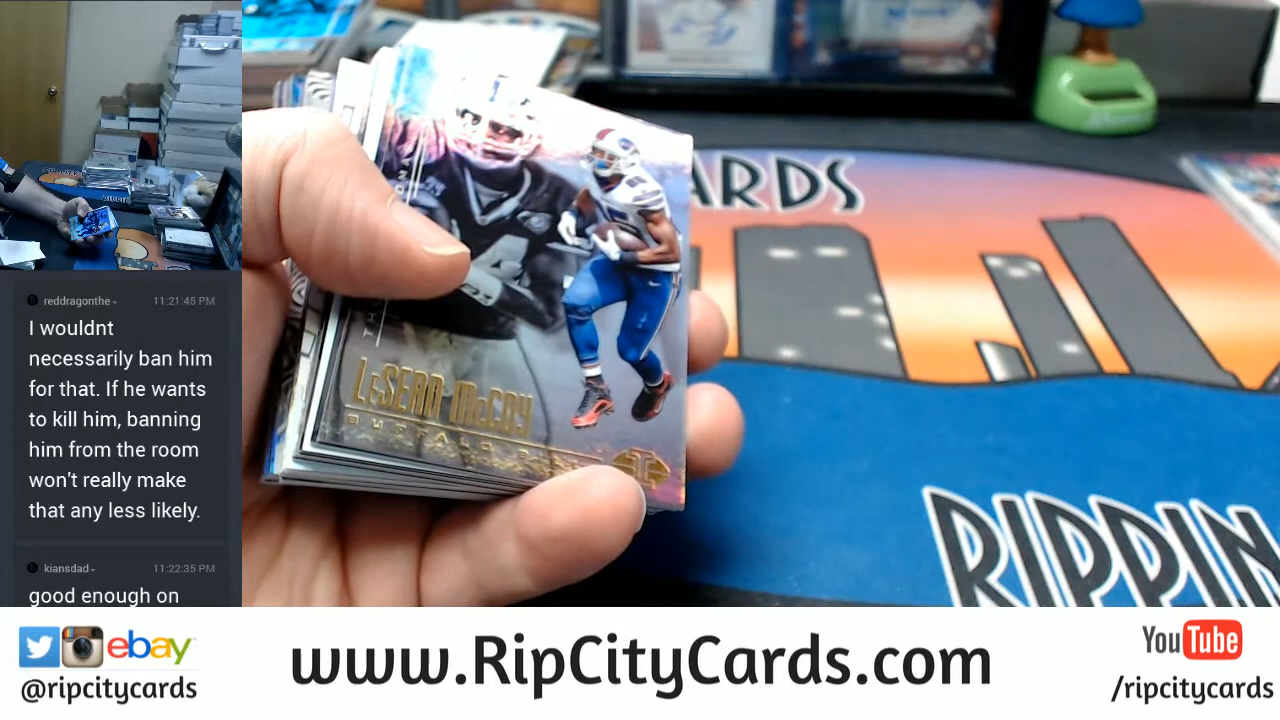 reddragonthe
11:21:45 PM
I wouldnt
necessarily ban him
for that. If he wants
to kill him, banning
him from the room
won't really make
that any less likely.
kiansdad
11:22:35 PM
good enough on
LeSean McCoy
ARDS
RIPPIN
ebay
@ripcitycards
www.RipCityCards.com
YouTube
/ripcitycards